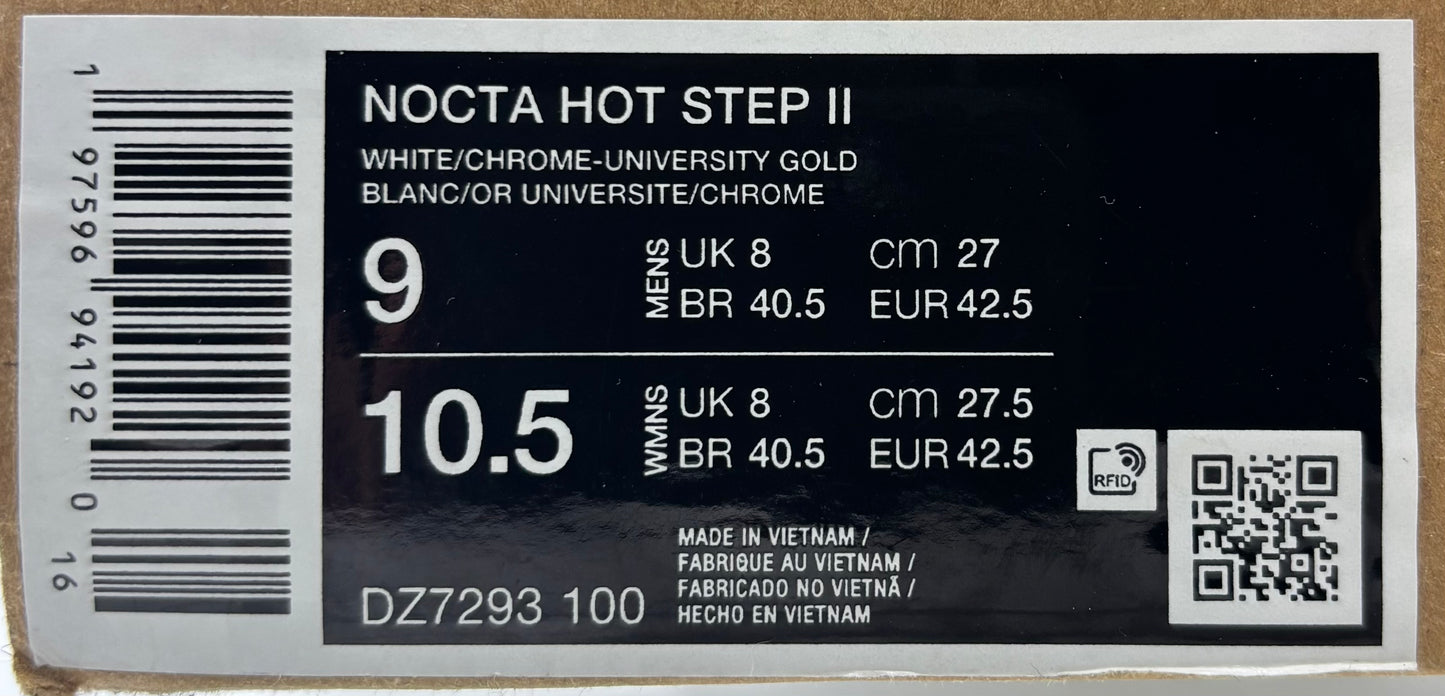 NOCTA HOT STEP II
WHITE/CHROME-UNIVERSITY GOLD
BLANC/OR UNIVERSITE/CHROME
9
MENS
UK 8 CM 27
BR 40.5 EUR 42.5
10.5
WMNS
UK 8 CM 27.5
BR 40.5 EUR 42.5
RFID
MADE IN VIETNAM /
FABRIQUE AU VIETNAM /
FABRICADO NO VIETNÃ /
HECHO EN VIETNAM
DZ7293 100
1 97596 94192 0 16